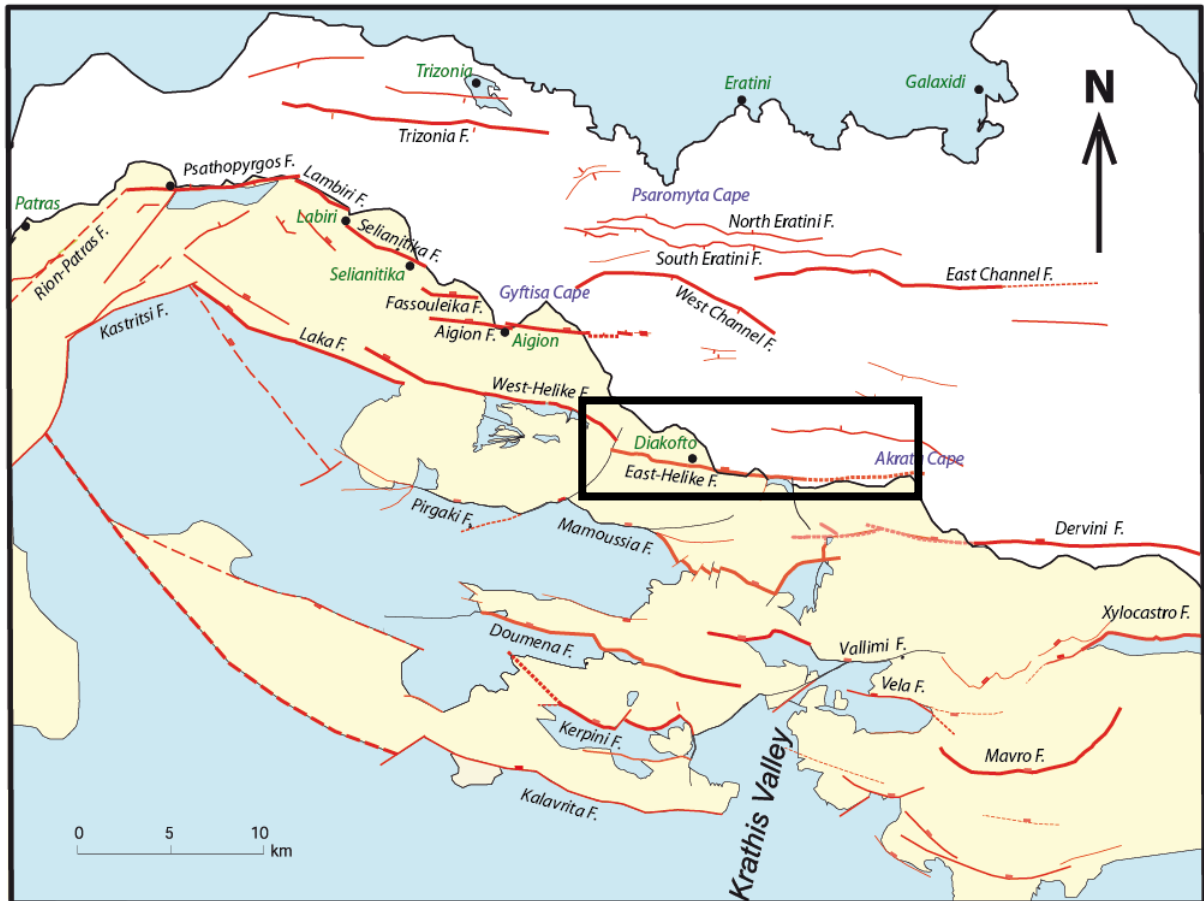 Trizonia
Eratini
Galaxidi
N
Trizonia F.
Psathopyrgos F.
Lambiri F.
Psaromyta Cape
Patras
Labiri
Selianitika F.
North Eratini F.
Rion-Patras F.
South Eratini F.
East Channel F.
Selianitika
Gyftisa Cape
West Channel F.
Fassouleika F.
Kastritsi F.
Laka F.
Aigion F.
Aigion
West-Helike F.
Diakofto
Akrata Cape
East-Helike F.
Pirgaki F.
Mamoussia F.
Dervini F.
Xylocastro F.
Doumena F.
Vallimi F.
Vela F.
Kerpini F.
Mavro F.
Kalavrita F.
Krathis Valley
0 5 10
km